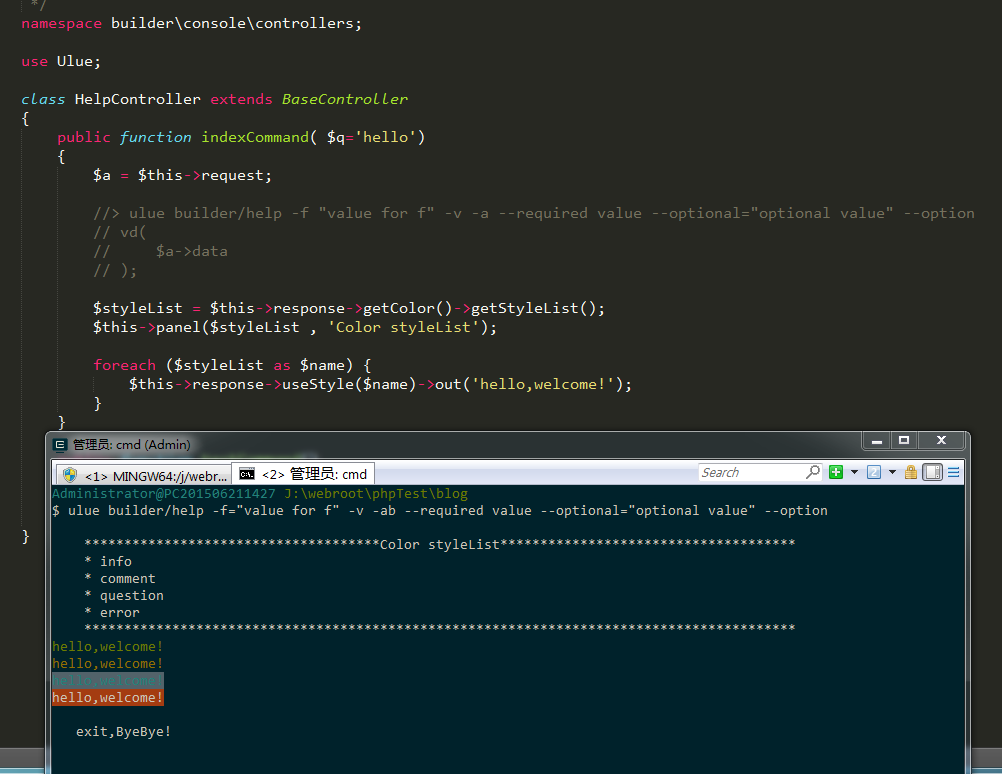 */
namespace builder\console\controllers;
use Ulue;
class HelpController extends BaseController
{
public function indexCommand( $q='hello')
{
$a = $this->request;
//> ulue builder/help -f "value for f" -v -a --required value --optional="optional value" --option
// vd(
//     $a->data
// );
$styleList = $this->response->getColor()->getStyleList();
$this->panel($styleList , 'Color styleList');
foreach ($styleList as $name) {
$this->response->useStyle($name)->out('hello,welcome!');
}
}
}
管理员: cmd (Admin)
<1> MINGW64:/j/webr... <2> 管理员: cmd Search
Administrator@PC201506211427 J:\webroot\phpTest\blog
$ ulue builder/help -f="value for f" -v -ab --required value --optional="optional value" --option
*************************************Color styleList*************************************
* info
* comment
* question
* error
*****************************************************************************************
hello,welcome!
hello,welcome!
hello,welcome!
hello,welcome!
exit,ByeBye!